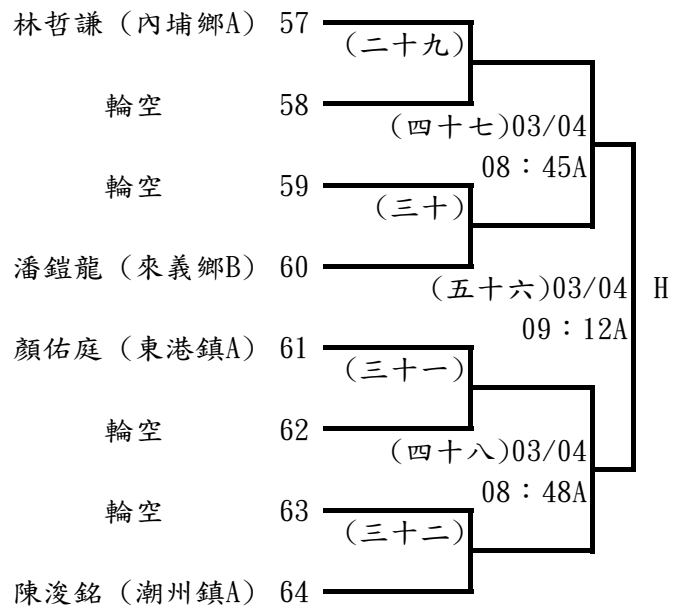 林哲謙（內埔鄉A） 57
(二十九)
輪空 58
(四十七)03/04
08：45A
輪空 59
(三十)
潘鎧龍（來義鄉B） 60
(五十六)03/04 H
09：12A
顏佑庭（東港鎮A） 61
(三十一)
輪空 62
(四十八)03/04
08：48A
輪空 63
(三十二)
陳浚銘（潮州鎮A） 64